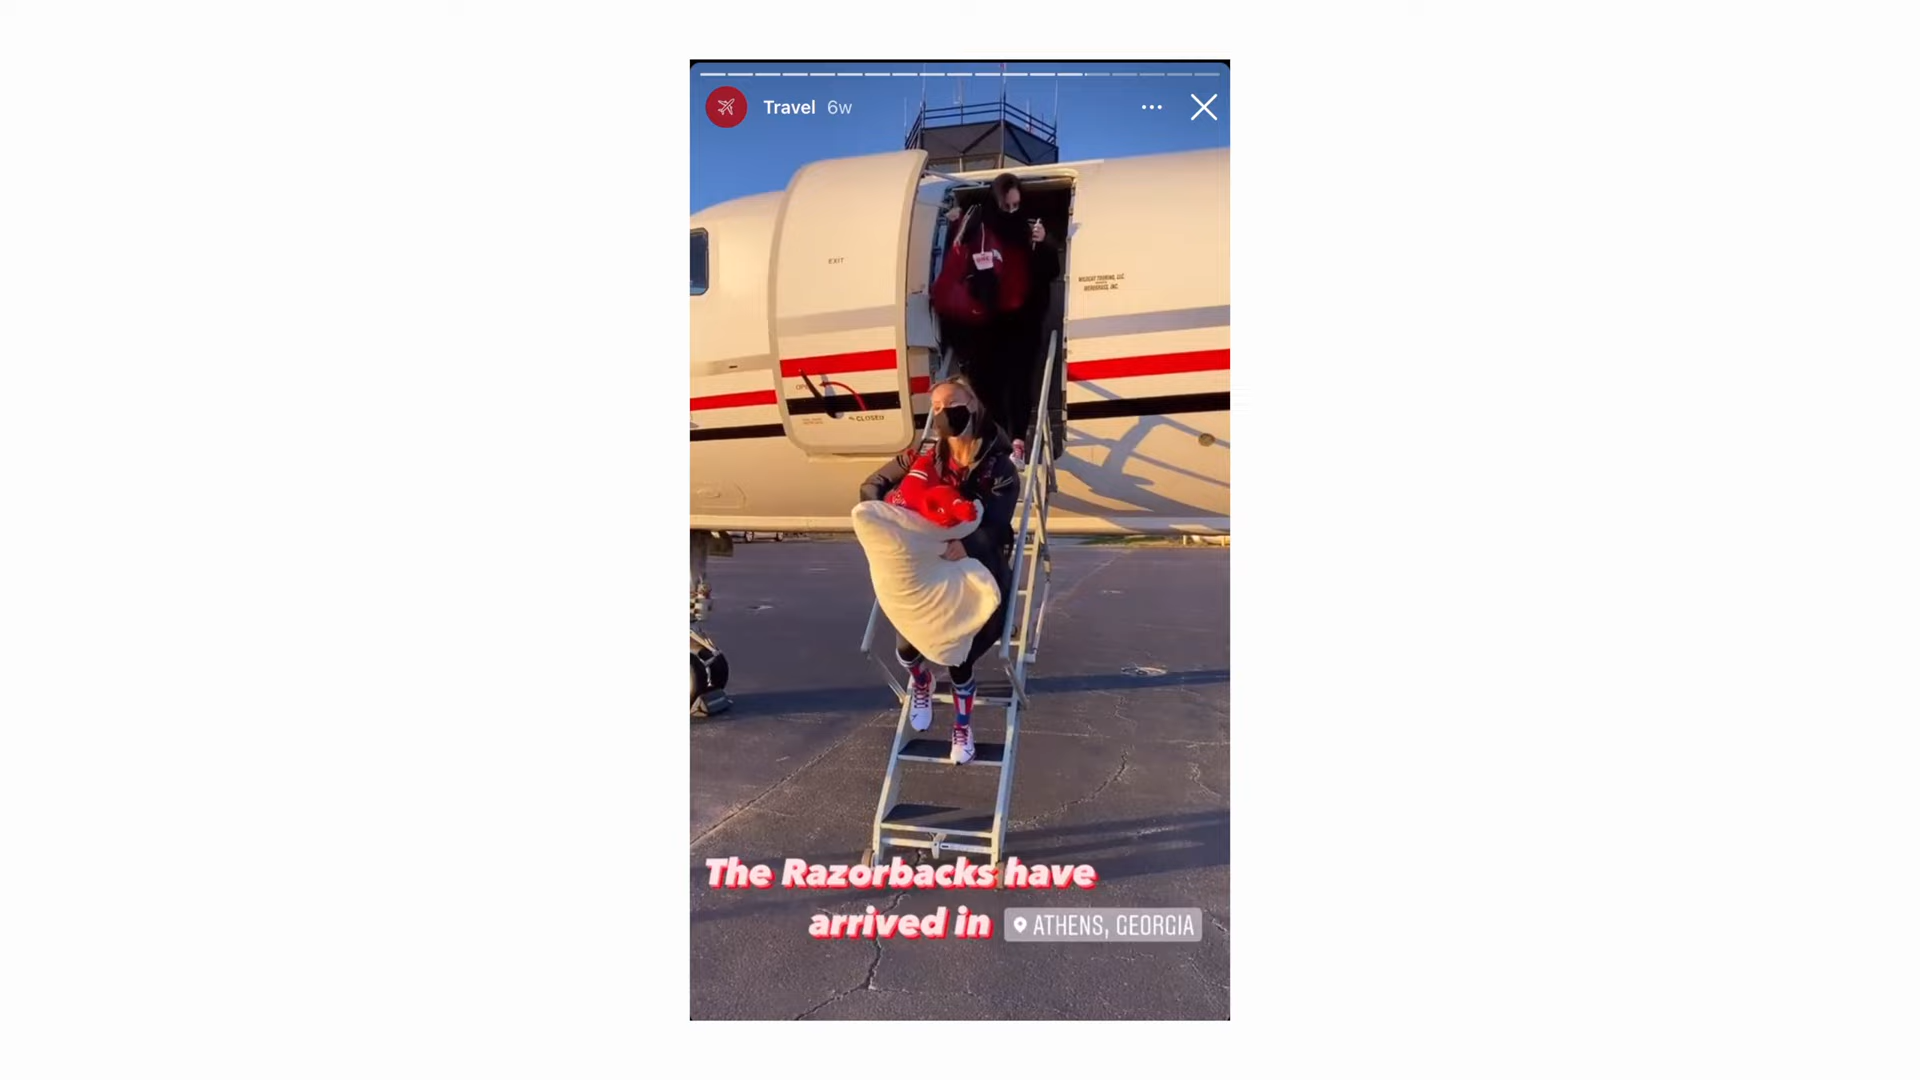 Travel 6w
EXIT
CLOSED
The Razorbacks have
arrived in ATHENS, GEORGIA